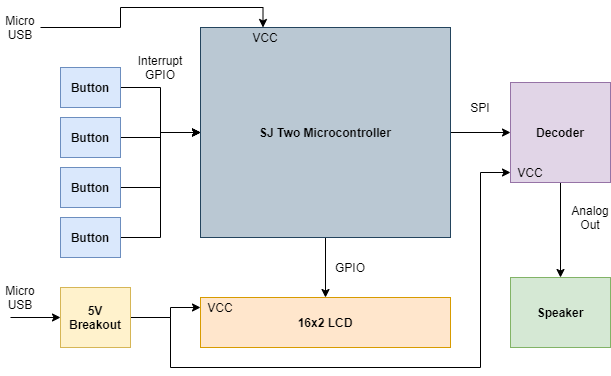 Micro
USB
VCC
Interrupt
GPIO
Button
Button
Button
Button
SJ Two Microcontroller
SPI
Decoder
VCC
Analog
Out
GPIO
Micro
USB
5V
Breakout
VCC
16x2 LCD
Speaker